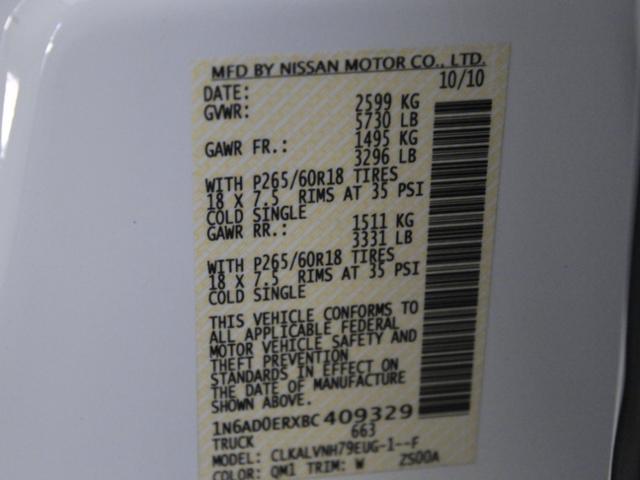 MFD BY NISSAN MOTOR CO., LTD.
DATE: 10/10
GVWR: 2599 KG
5730 LB
GAWR FR.: 1495 KG
3296 LB
WITH P265/60R18 TIRES
18 X 7.5 RIMS AT 35 PSI
COLD SINGLE
GAWR RR.: 1511 KG
3331 LB
WITH P265/60R18 TIRES
18 X 7.5 RIMS AT 35 PSI
COLD SINGLE
THIS VEHICLE CONFORMS TO
ALL APPLICABLE FEDERAL
MOTOR VEHICLE SAFETY AND
THEFT PREVENTION
STANDARDS IN EFFECT ON
THE DATE OF MANUFACTURE
SHOWN ABOVE.
1N6AD0ERXBC409329
TRUCK 663
MODEL: CLKALVNH79EUG-1--F
COLOR: QM1 TRIM: W ZS00A